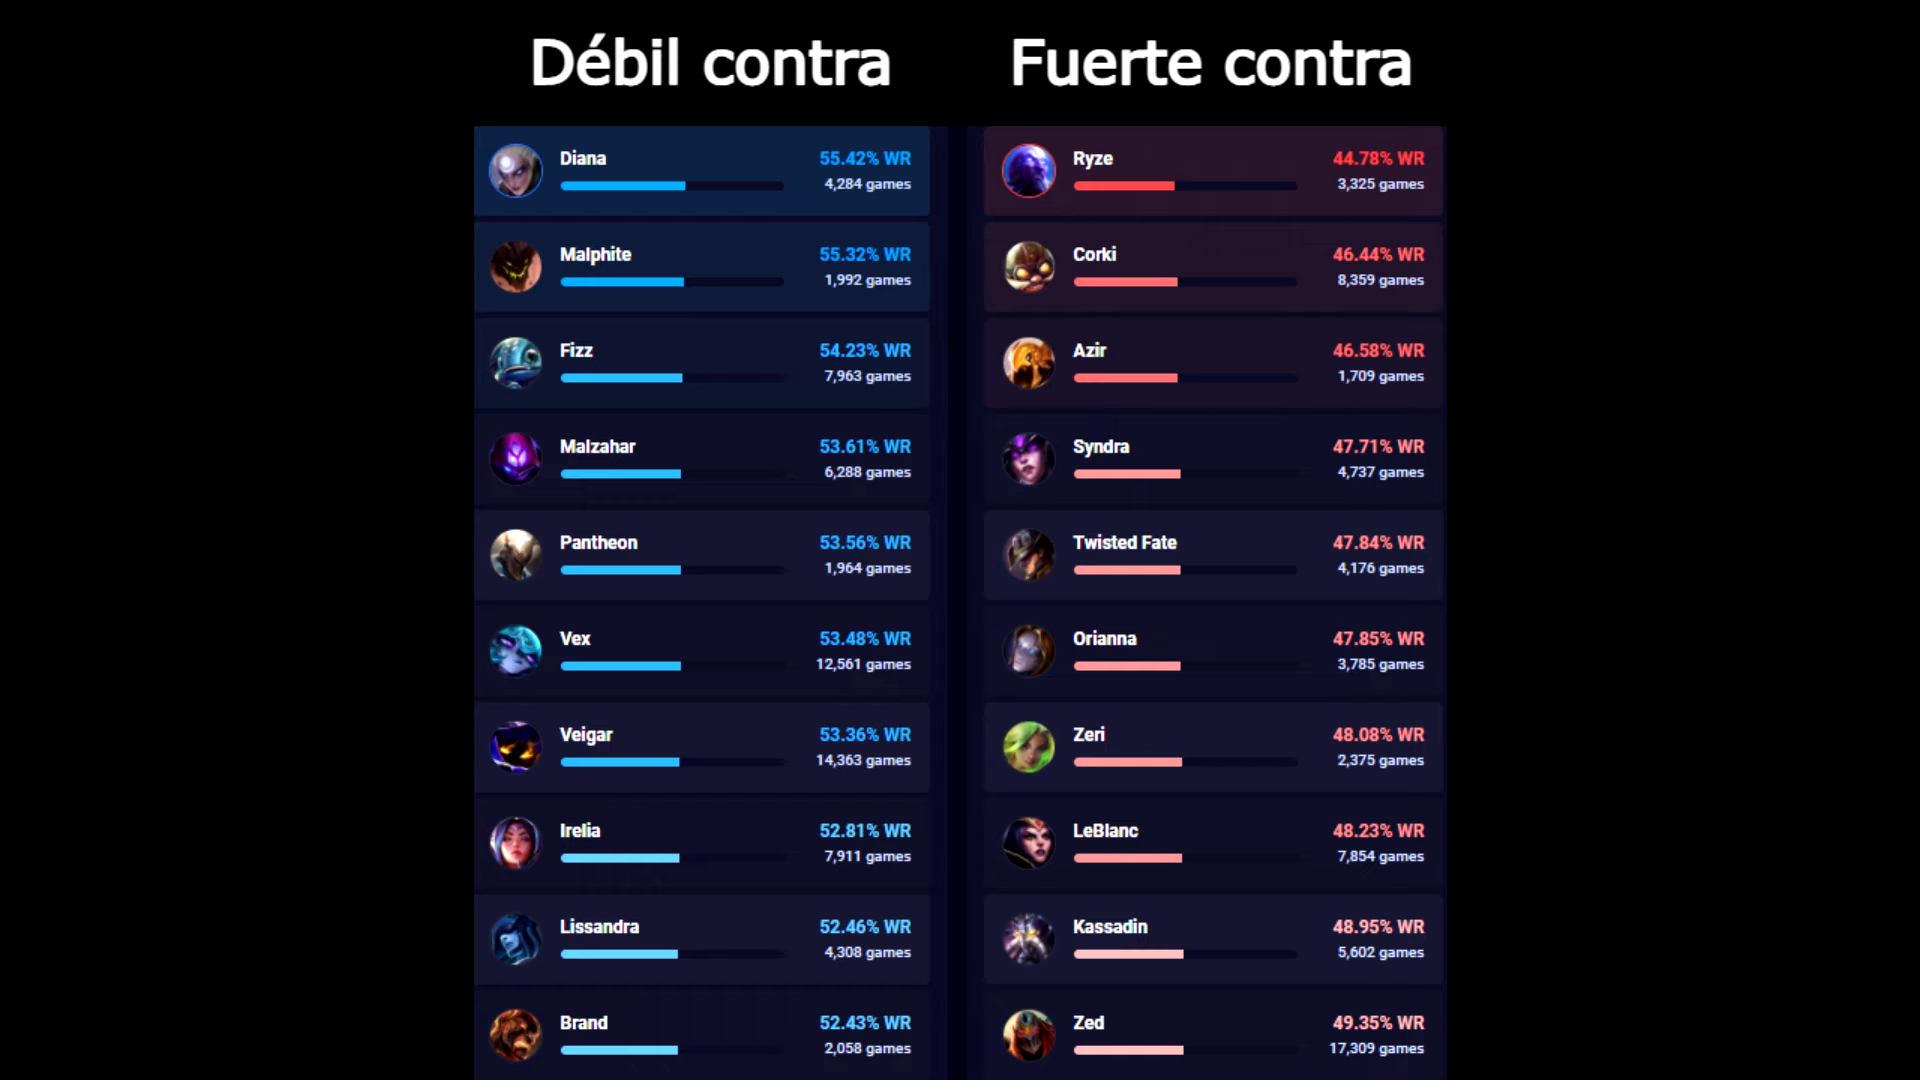 Débil contra
Fuerte contra
Diana
55.42% WR
4,284 games
Malphite
55.32% WR
1,992 games
Fizz
54.23% WR
7,963 games
Malzahar
53.61% WR
6,288 games
Pantheon
53.56% WR
1,964 games
Vex
53.48% WR
12,561 games
Veigar
53.36% WR
14,363 games
Irelia
52.81% WR
7,911 games
Lissandra
52.46% WR
4,308 games
Brand
52.43% WR
2,058 games
Ryze
44.78% WR
3,325 games
Corki
46.44% WR
8,359 games
Azir
46.58% WR
1,709 games
Syndra
47.71% WR
4,737 games
Twisted Fate
47.84% WR
4,176 games
Orianna
47.85% WR
3,785 games
Zeri
48.08% WR
2,375 games
LeBlanc
48.23% WR
7,854 games
Kassadin
48.95% WR
5,602 games
Zed
49.35% WR
17,309 games